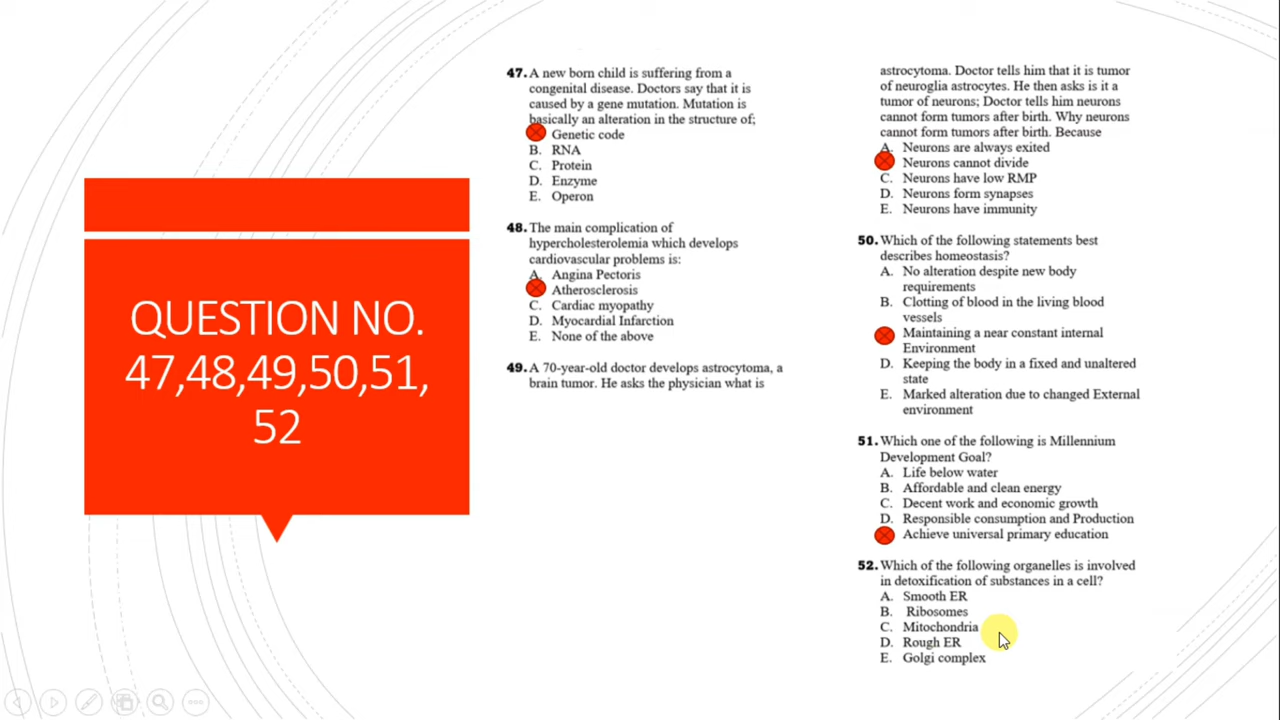 QUESTION NO.
47,48,49,50,51,
52
47. A new born child is suffering from a
congenital disease. Doctors say that it is
caused by a gene mutation. Mutation is
basically an alteration in the structure of;
Genetic code
B. RNA
C. Protein
D. Enzyme
E. Operon
48. The main complication of
hypercholesterolemia which develops
cardiovascular problems is:
A. Angina Pectoris
Atherosclerosis
C. Cardiac myopathy
D. Myocardial Infarction
E. None of the above
49. A 70-year-old doctor develops astrocytoma, a
brain tumor. He asks the physician what is
astrocytoma. Doctor tells him that it is tumor
of neuroglia astrocytes. He then asks is it a
tumor of neurons; Doctor tells him neurons
cannot form tumors after birth. Why neurons
cannot form tumors after birth. Because
A. Neurons are always exited
Neurons cannot divide
C. Neurons have low RMP
D. Neurons form synapses
E. Neurons have immunity
50. Which of the following statements best
describes homeostasis?
A. No alteration despite new body
requirements
B. Clotting of blood in the living blood
vessels
Maintaining a near constant internal
Environment
D. Keeping the body in a fixed and unaltered
state
E. Marked alteration due to changed External
environment
51. Which one of the following is Millennium
Development Goal?
A. Life below water
B. Affordable and clean energy
C. Decent work and economic growth
D. Responsible consumption and Production
Achieve universal primary education
52. Which of the following organelles is involved
in detoxification of substances in a cell?
A. Smooth ER
B. Ribosomes
C. Mitochondria
D. Rough ER
E. Golgi complex